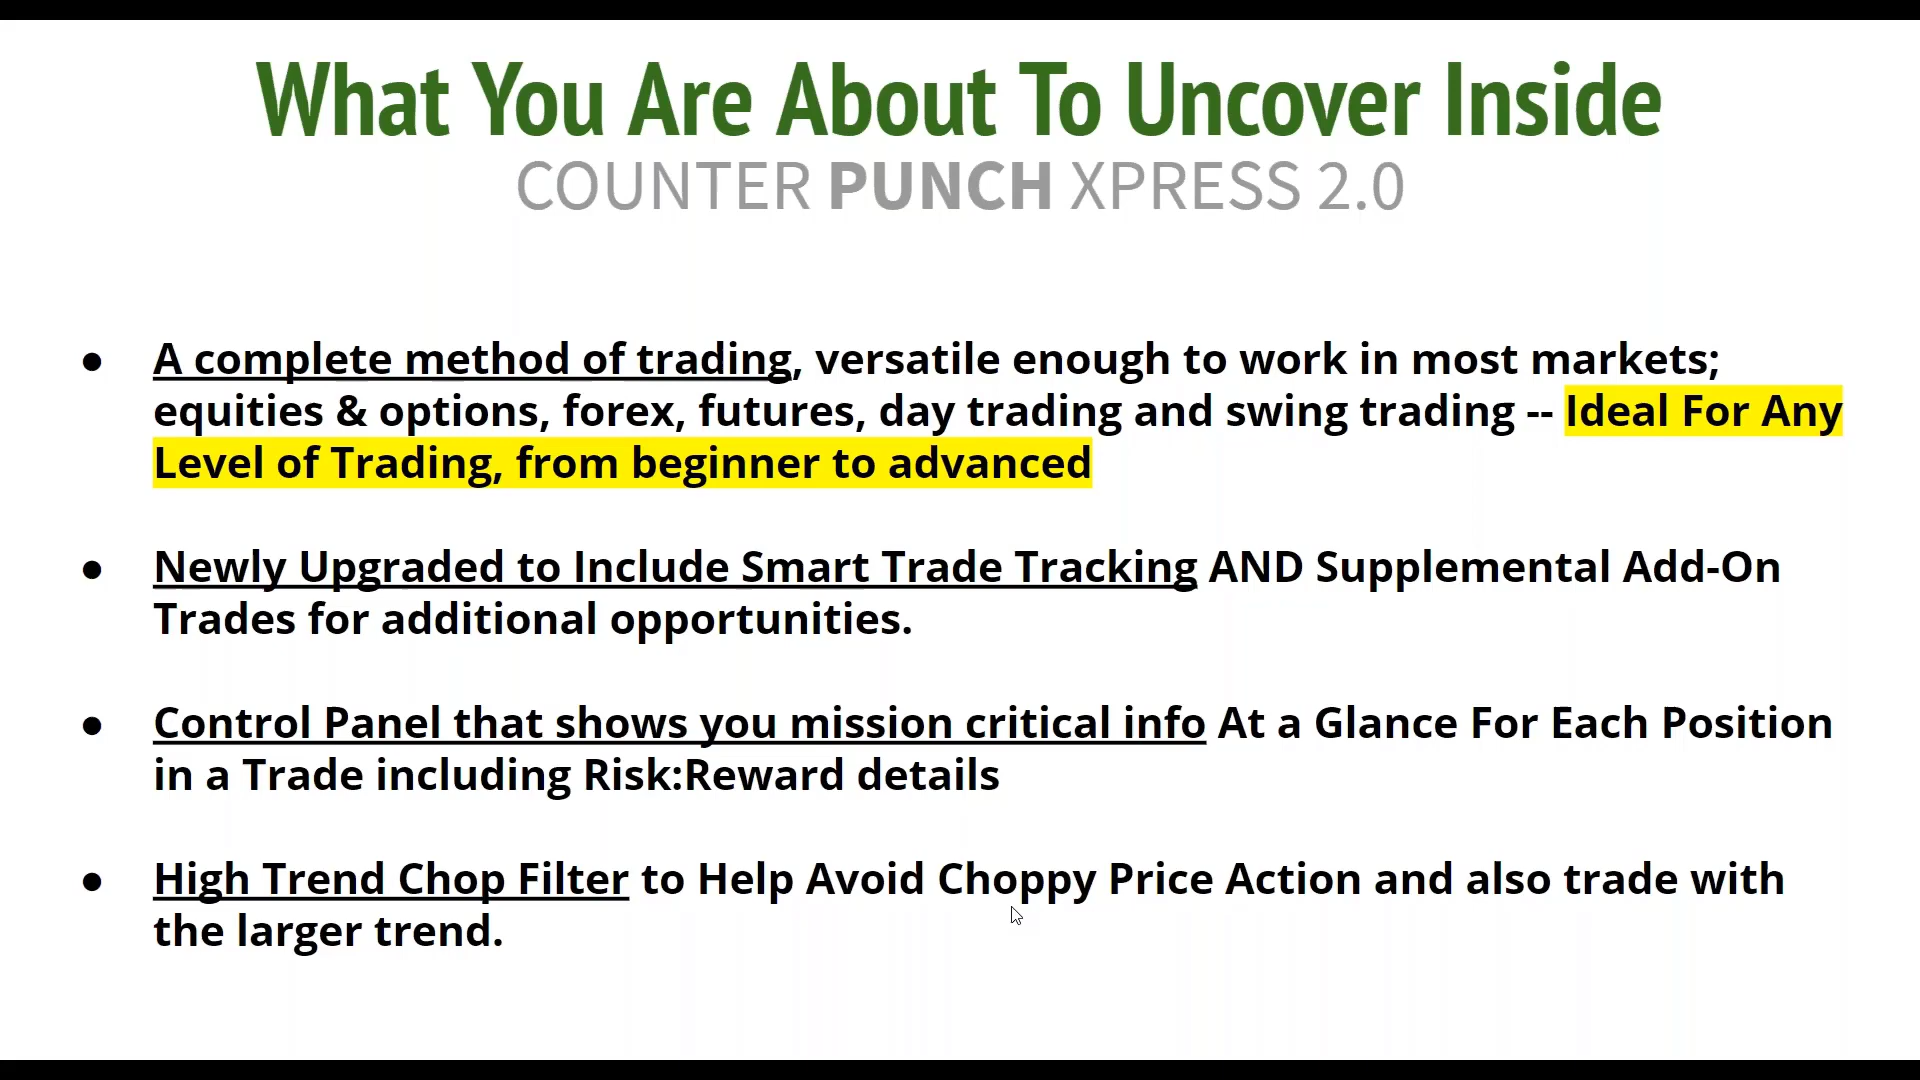 What You Are About To Uncover Inside
COUNTER PUNCH XPRESS 2.0
● A complete method of trading, versatile enough to work in most markets;
equities & options, forex, futures, day trading and swing trading -- Ideal For Any
Level of Trading, from beginner to advanced
● Newly Upgraded to Include Smart Trade Tracking AND Supplemental Add-On
Trades for additional opportunities.
● Control Panel that shows you mission critical info At a Glance For Each Position
in a Trade including Risk:Reward details
● High Trend Chop Filter to Help Avoid Choppy Price Action and also trade with
the larger trend.